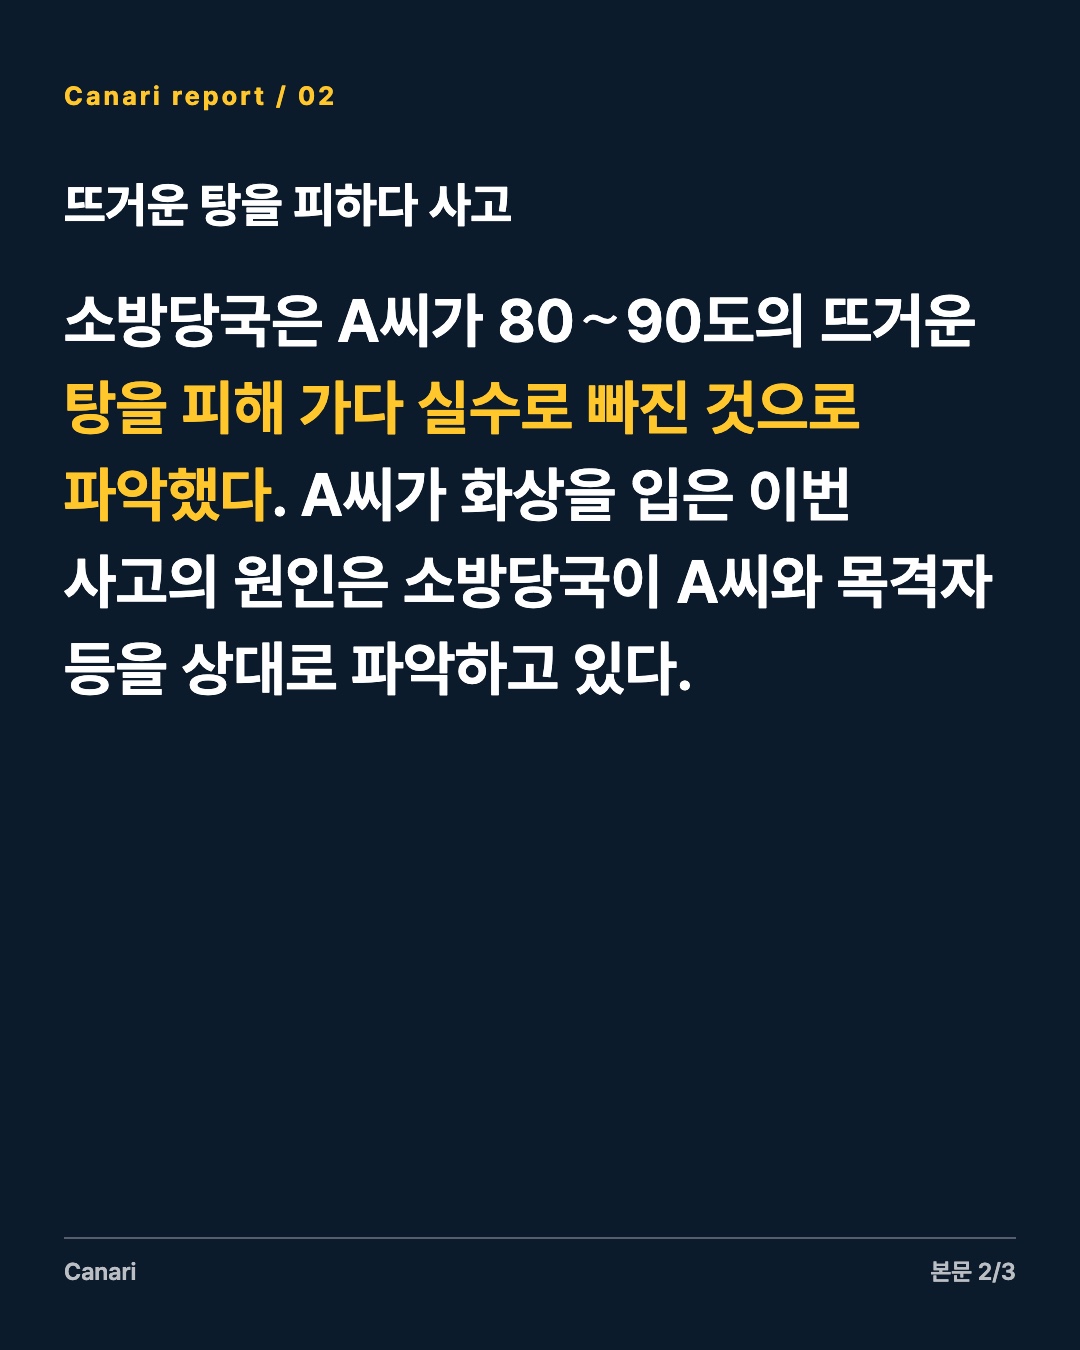 Canari report / 02
뜨거운 탕을 피하다 사고
소방당국은 A씨가 80~90도의 뜨거운
탕을 피해 가다 실수로 빠진 것으로
파악했다. A씨가 화상을 입은 이번
사고의 원인은 소방당국이 A씨와 목격자
등을 상대로 파악하고 있다.
Canari
본문 2/3